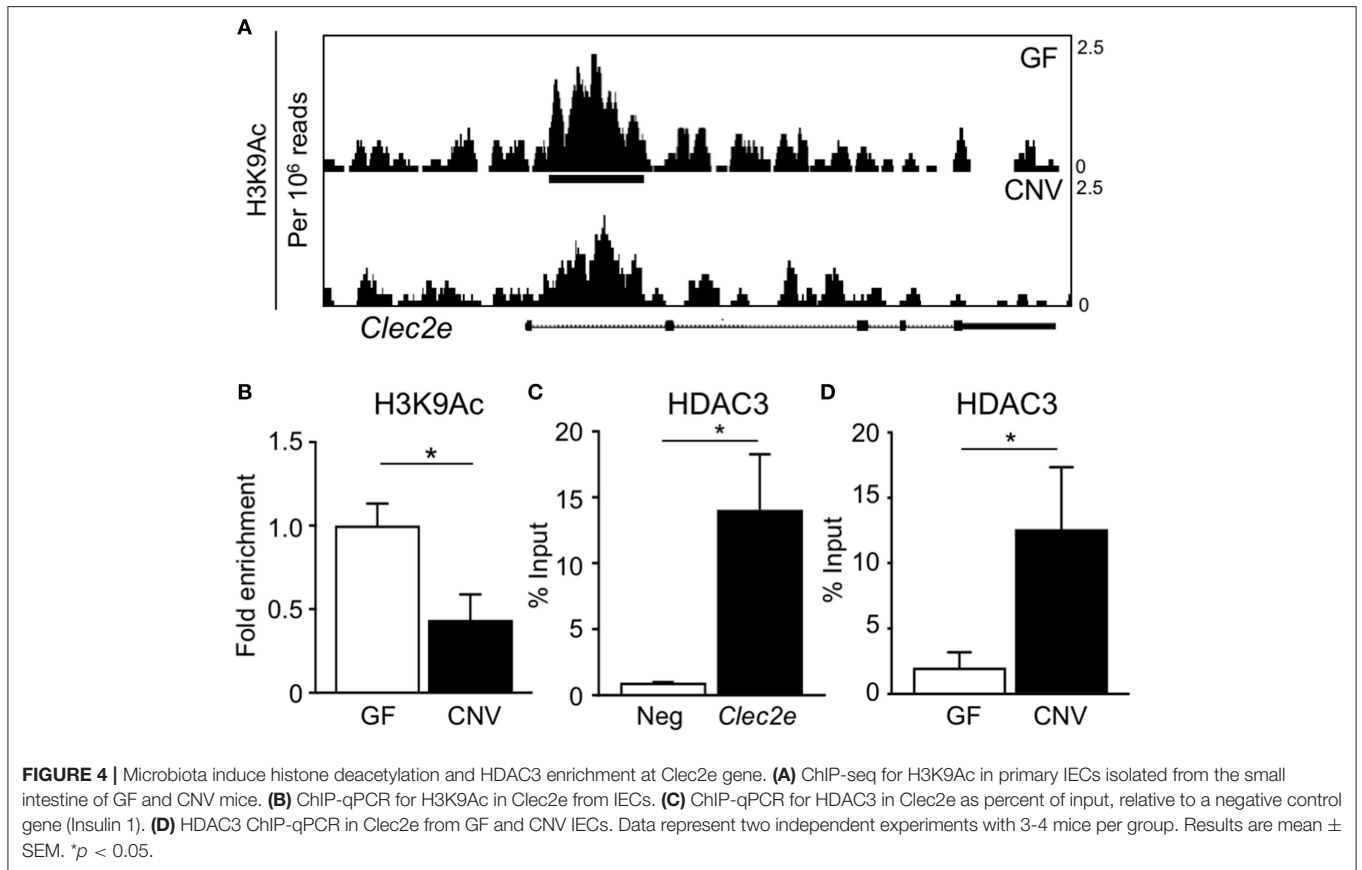 A
H3K9Ac
Per 10⁶ reads
GF
2.5
0
CNV
2.5
0
Clec2e
B
H3K9Ac
Fold enrichment
1.5
1.0
0.5
0
*
GF
CNV
C
HDAC3
% Input
20
15
10
5
0
*
Neg
Clec2e
D
HDAC3
% Input
20
15
10
5
0
*
GF
CNV
FIGURE 4 | Microbiota induce histone deacetylation and HDAC3 enrichment at Clec2e gene. (A) ChIP-seq for H3K9Ac in primary IECs isolated from the small
intestine of GF and CNV mice. (B) ChIP-qPCR for H3K9Ac in Clec2e from IECs. (C) ChIP-qPCR for HDAC3 in Clec2e as percent of input, relative to a negative control
gene (Insulin 1). (D) HDAC3 ChIP-qPCR in Clec2e from GF and CNV IECs. Data represent two independent experiments with 3-4 mice per group. Results are mean ±
SEM. *p < 0.05.